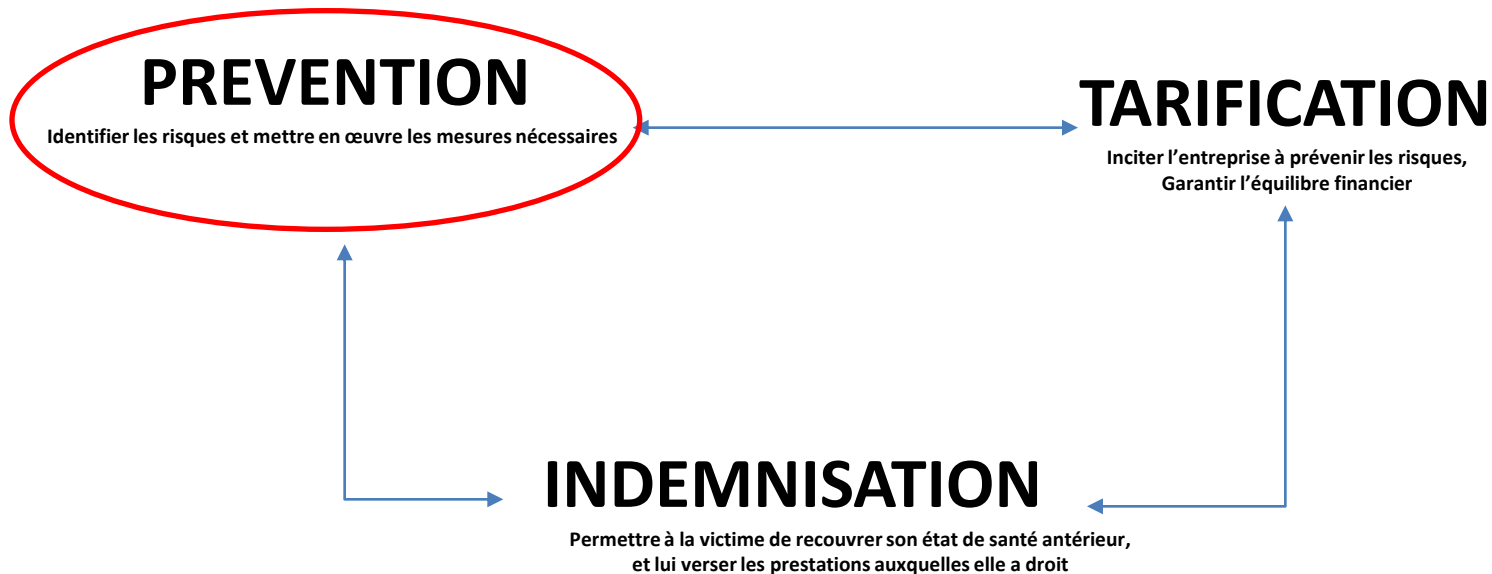 PREVENTION
Identifier les risques et mettre en œuvre les mesures nécessaires
TARIFICATION
Inciter l’entreprise à prévenir les risques,
Garantir l’équilibre financier
INDEMNISATION
Permettre à la victime de recouvrer son état de santé antérieur,
et lui verser les prestations auxquelles elle a droit